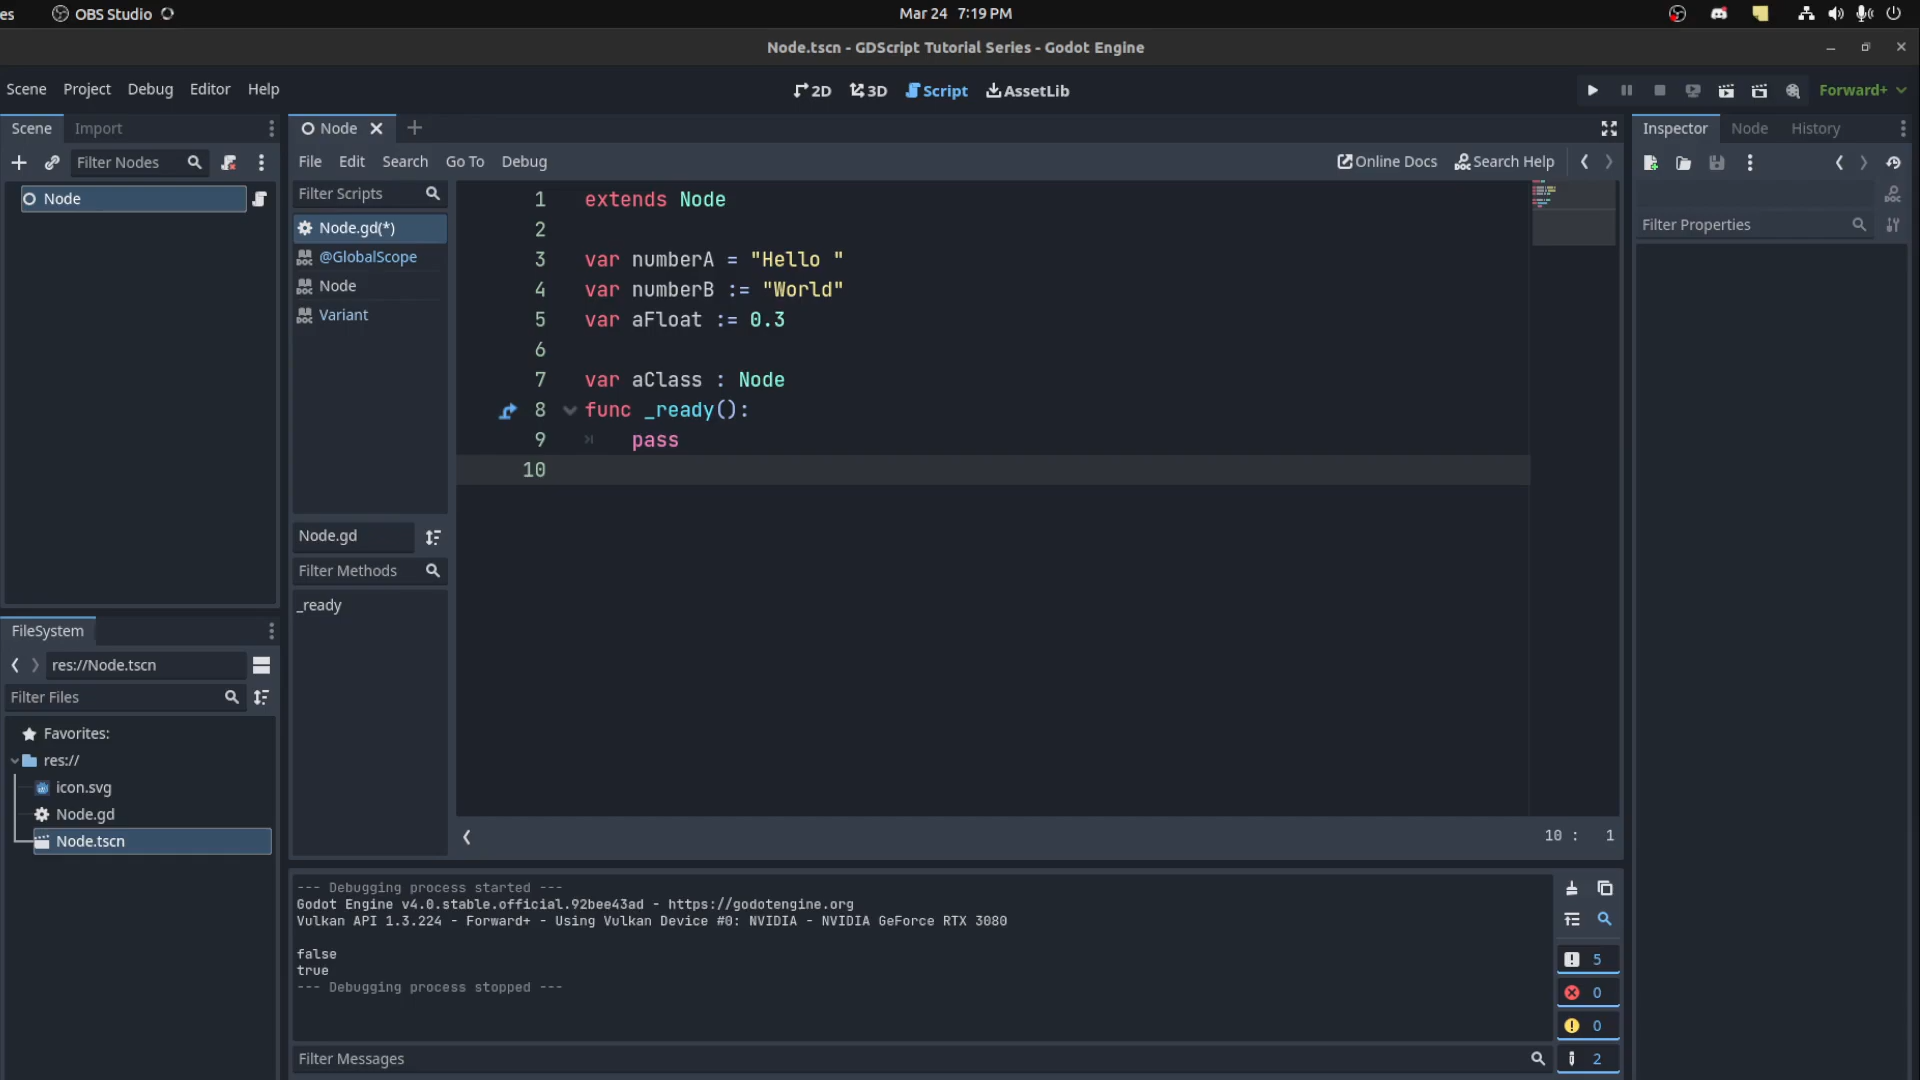 es OBS Studio Mar 24 7:19 PM
Node.tscn - GDScript Tutorial Series - Godot Engine
Scene Project Debug Editor Help 2D 3D Script AssetLib Forward+
Scene Import Node Inspector Node History
Filter Nodes File Edit Search Go To Debug Online Docs Search Help
Node
Filter Scripts
Node.gd(*)
@GlobalScope
Node
Variant
Node.gd
Filter Methods
_ready
1 extends Node
2
3 var numberA = "Hello "
4 var numberB := "World"
5 var aFloat := 0.3
6
7 var aClass : Node
8 func _ready():
9 pass
10
10 : 1
Filter Properties
FileSystem
res://Node.tscn
Filter Files
Favorites:
res://
icon.svg
Node.gd
Node.tscn
--- Debugging process started ---
Godot Engine v4.0.stable.official.92bee43ad - https://godotengine.org
Vulkan API 1.3.224 - Forward+ - Using Vulkan Device #0: NVIDIA - NVIDIA GeForce RTX 3080
false
true
--- Debugging process stopped ---
Filter Messages
5
0
0
2